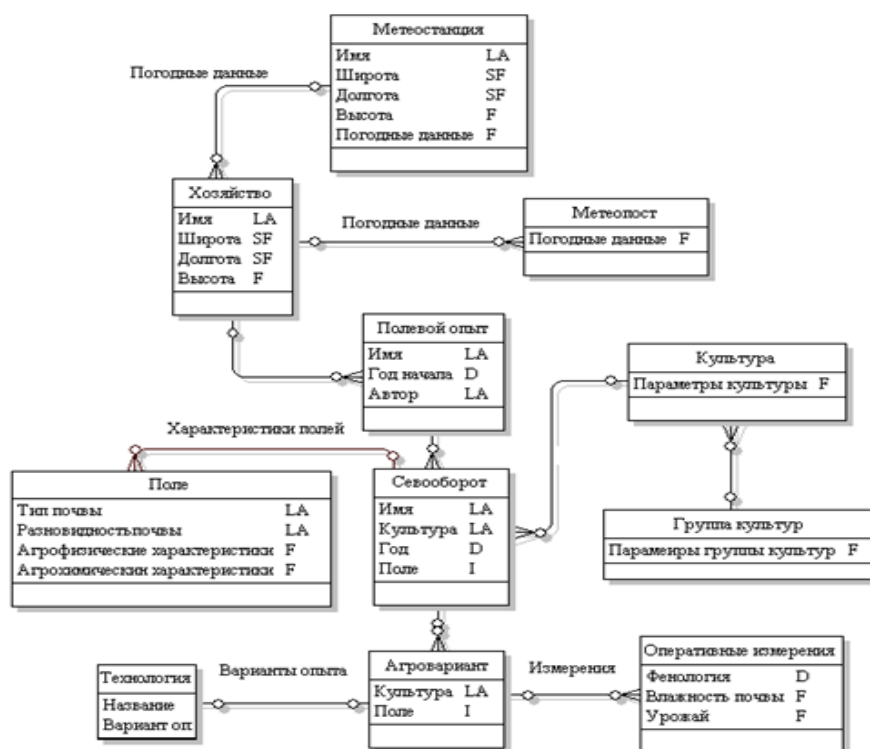 Метеостанция
Имя LA
Широта SF
Долгота SF
Высота F
Погодные данные F
Погодные данные
Хозяйство
Имя LA
Широта SF
Долгота SF
Высота F
Погодные данные
Метеопост
Погодные данные F
Полевой опыт
Имя LA
Год начала D
Автор LA
Культура
Параметры культуры F
Характеристики полей
Поле
Тип почвы LA
Разновидностьпочвы LA
Агрофизические характеристики F
Агрохимическин характеристики F
Севооборот
Имя LA
Культура LA
Год D
Поле I
Группа культур
Парамеиры группы культур F
Технология
Название
Вариант оп
Варианты опыта
Агровариант
Культура LA
Поле I
Измерения
Оперативные измерения
Фенология D
Влажность почвы F
Урожай F